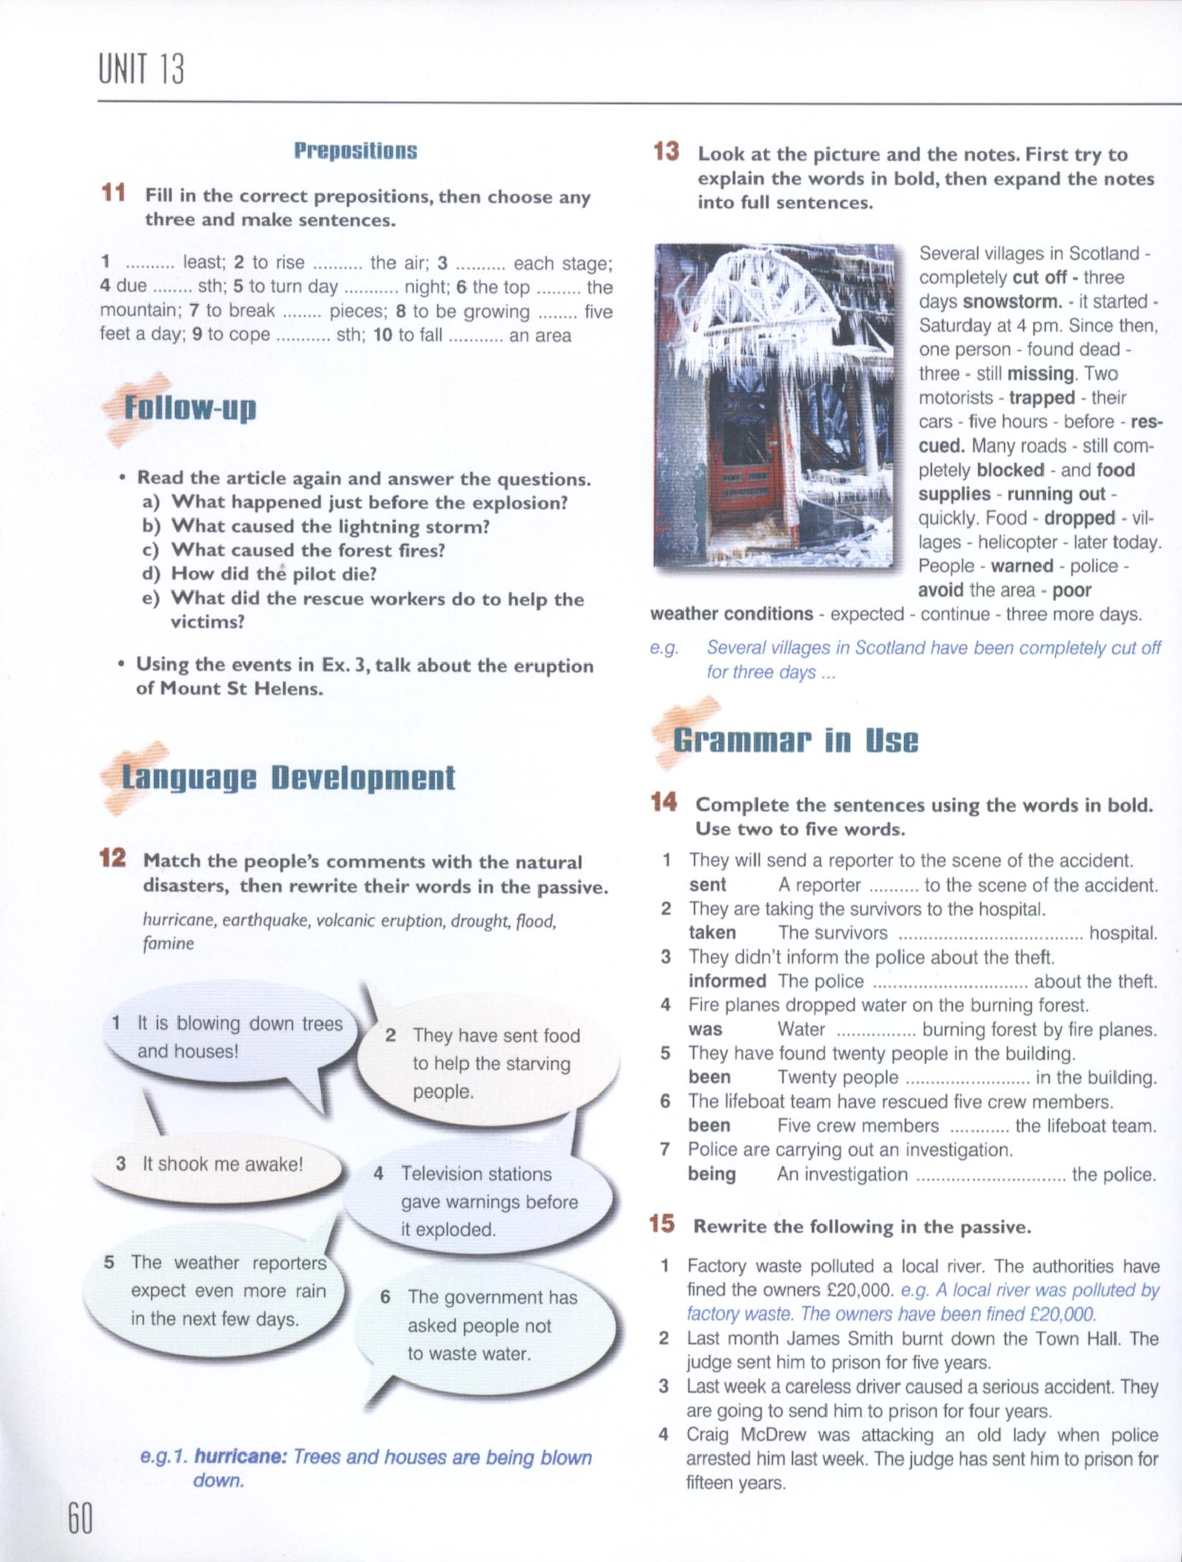 UNIT 13
Prepositions
11 Fill in the correct prepositions, then choose any
three and make sentences.
1 .......... least; 2 to rise .......... the air; 3 .......... each stage;
4 due ........ sth; 5 to turn day ........... night; 6 the top ......... the
mountain; 7 to break ........ pieces; 8 to be growing ........ five
feet a day; 9 to cope ........... sth; 10 to fall ........... an area
Follow-up
• Read the article again and answer the questions.
a) What happened just before the explosion?
b) What caused the lightning storm?
c) What caused the forest fires?
d) How did the pilot die?
e) What did the rescue workers do to help the
victims?
• Using the events in Ex. 3, talk about the eruption
of Mount St Helens.
Language Development
12 Match the people's comments with the natural
disasters, then rewrite their words in the passive.
hurricane, earthquake, volcanic eruption, drought, flood,
famine
1 It is blowing down trees
and houses!
2 They have sent food
to help the starving
people.
3 It shook me awake!
4 Television stations
gave warnings before
it exploded.
5 The weather reporters
expect even more rain
in the next few days.
6 The government has
asked people not
to waste water.
e.g.1. hurricane: Trees and houses are being blown
down.
60
13 Look at the picture and the notes. First try to
explain the words in bold, then expand the notes
into full sentences.
Several villages in Scotland -
completely cut off - three
days snowstorm. - it started -
Saturday at 4 pm. Since then,
one person - found dead -
three - still missing. Two
motorists - trapped - their
cars - five hours - before - res-
cued. Many roads - still com-
pletely blocked - and food
supplies - running out -
quickly. Food - dropped - vil-
lages - helicopter - later today.
People - warned - police -
avoid the area - poor
weather conditions - expected - continue - three more days.
e.g. Several villages in Scotland have been completely cut off
for three days ...
Grammar in Use
14 Complete the sentences using the words in bold.
Use two to five words.
1 They will send a reporter to the scene of the accident.
sent A reporter .......... to the scene of the accident.
2 They are taking the survivors to the hospital.
taken The survivors ..................................... hospital.
3 They didn't inform the police about the theft.
informed The police ............................... about the theft.
4 Fire planes dropped water on the burning forest.
was Water ................ burning forest by fire planes.
5 They have found twenty people in the building.
been Twenty people ......................... in the building.
6 The lifeboat team have rescued five crew members.
been Five crew members ............ the lifeboat team.
7 Police are carrying out an investigation.
being An investigation .............................. the police.
15 Rewrite the following in the passive.
1 Factory waste polluted a local river. The authorities have
fined the owners £20,000. e.g. A local river was polluted by
factory waste. The owners have been fined £20,000.
2 Last month James Smith burnt down the Town Hall. The
judge sent him to prison for five years.
3 Last week a careless driver caused a serious accident. They
are going to send him to prison for four years.
4 Craig McDrew was attacking an old lady when police
arrested him last week. The judge has sent him to prison for
fifteen years.